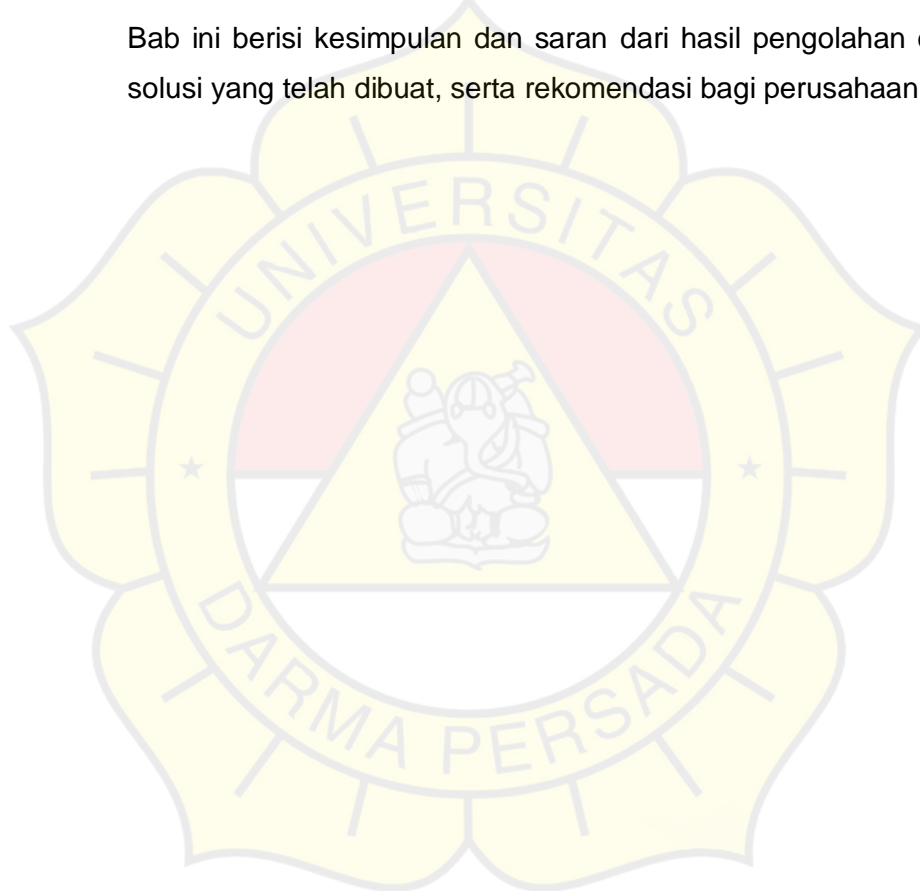 Bab ini berisi kesimpulan dan saran dari hasil pengolahan
solusi yang telah dibuat, serta rekomendasi bagi perusahaan
UNIVERSITAS
DARMA PERSADA